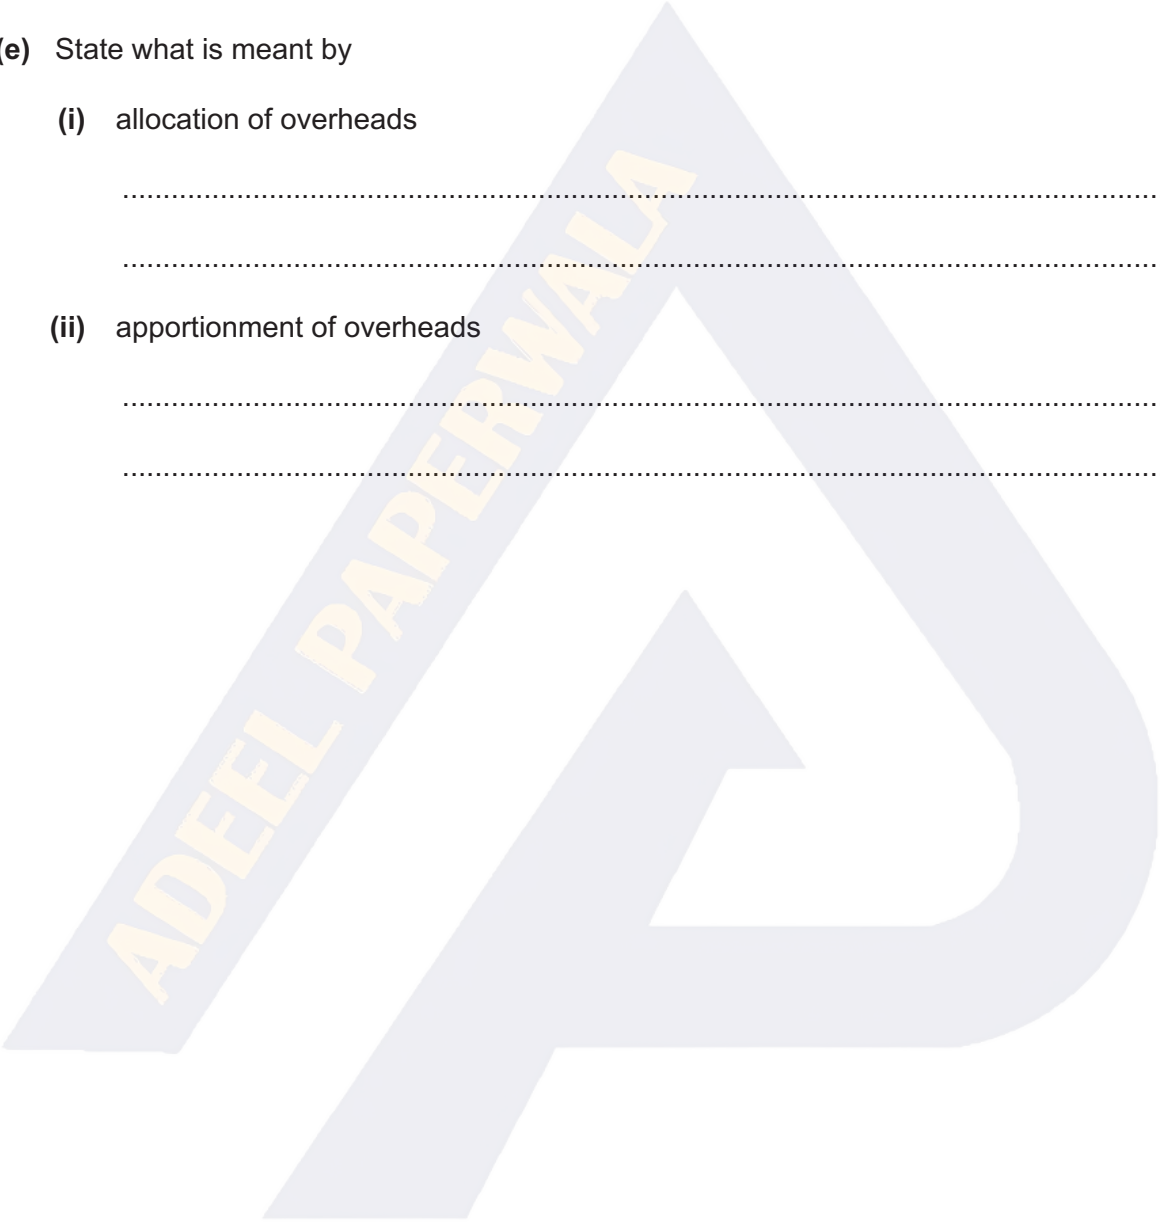 (e) State what is meant by
(i) allocation of overheads
....................................................................................................................................
....................................................................................................................................
(ii) apportionment of overheads
....................................................................................................................................
....................................................................................................................................
ADEEL PAPERWALA